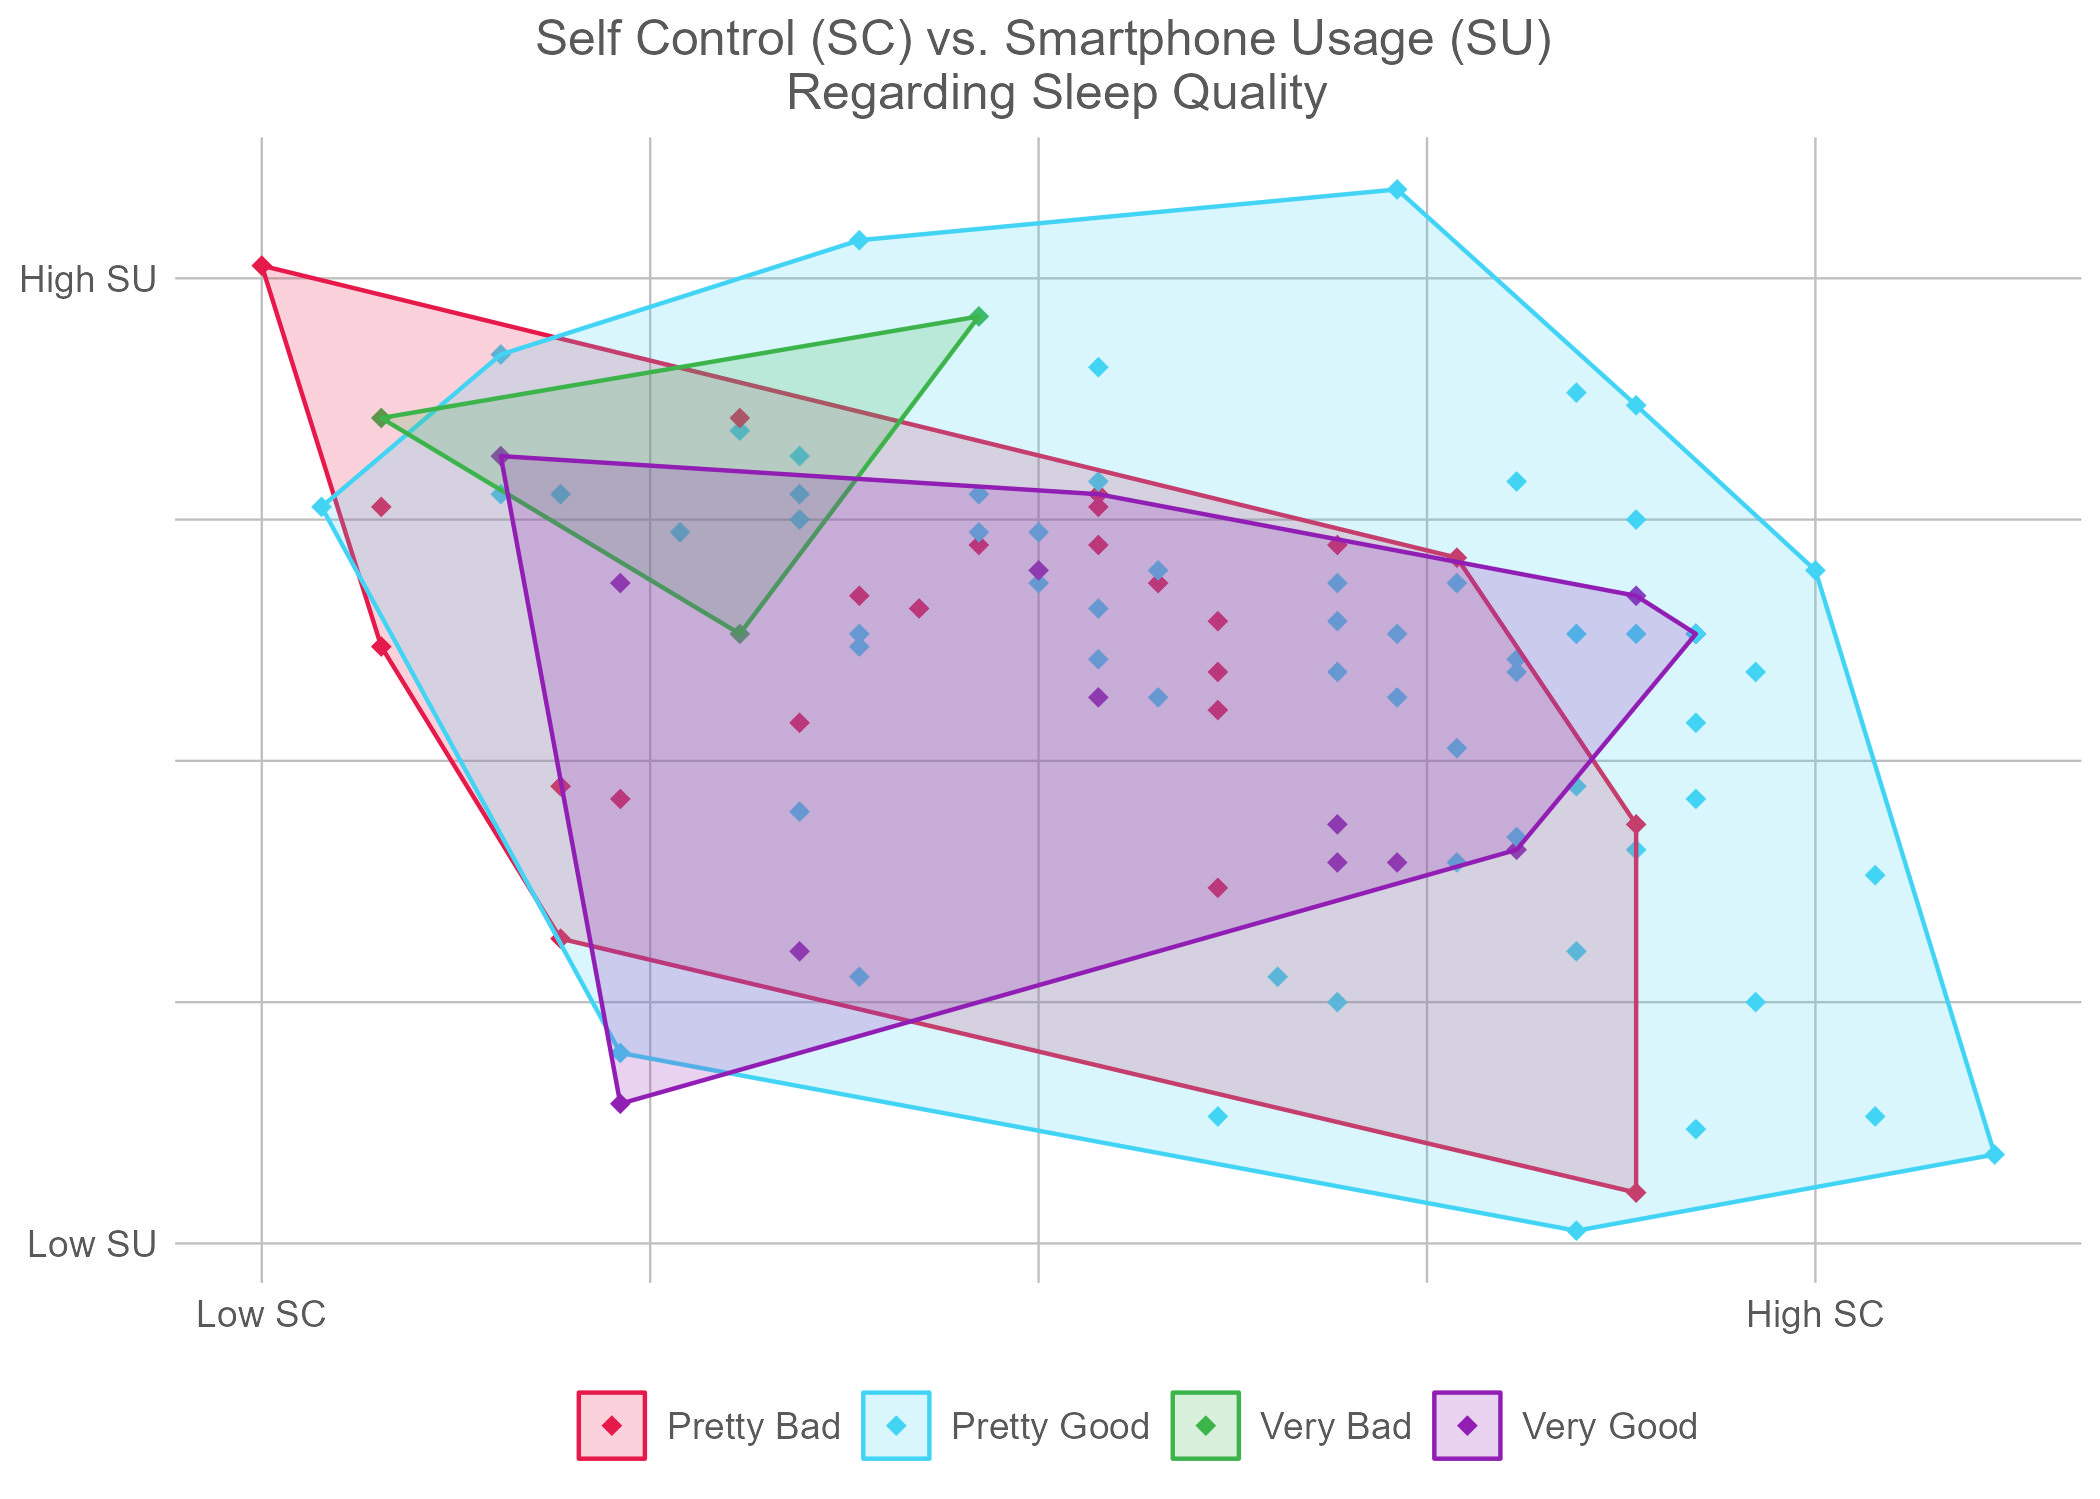 Self Control (SC) vs. Smartphone Usage (SU)
Regarding Sleep Quality
High SU
Low SU
Low SC
High SC
Pretty Bad
Pretty Good
Very Bad
Very Good